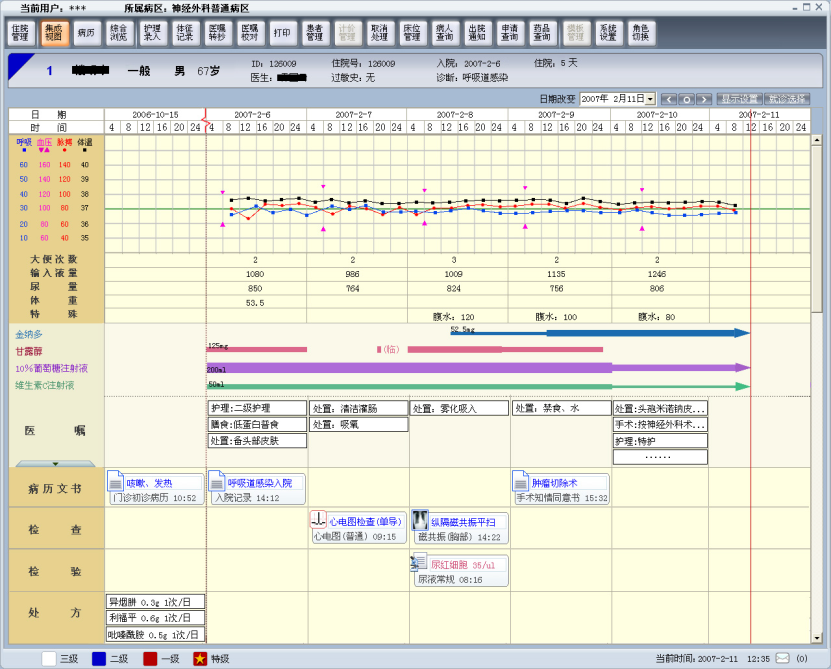 当前用户：***　所属病区：神经外科普通病区
住院管理 集成视图 病历 综合浏览 护理录入 体征记录 医嘱转抄 医嘱校对 打印 患者管理 计价管理 取消处理 床位管理 病人查询 出院通知 申请查询 药品查询 模板管理 系统设置 角色切换
1 一般 男 67岁
ID：126009 住院号：126009 入院：2007-2-6 住院：5 天
医生： 过敏史：无 诊断：呼吸道感染
日期改变 2007年 2月11日 显示设置 就诊选择
日 期 2006-10-15 2007-2-6 2007-2-7 2007-2-8 2007-2-9 2007-2-10 2007-2-11
时 间 4 8 12 16 20 24 4 8 12 16 20 24 4 8 12 16 20 24 4 8 12 16 20 24 4 8 12 16 20 24 4 8 12 16 20 24 4 8 12 16 20 24
呼吸 血压 脉搏 体温
60 160 140 40
50 140 120 39
40 120 100 38
30 100 80 37
20 80 60 36
10 60 40 35
大便次数 2 2 3 2 2
输入液量 1080 986 1009 1135 1246
尿 量 850 764 824 756 806
体 重 53.5
特 殊 腹水：120 腹水：100 腹水：80
金纳多 52.5mg
甘露醇 125mg (临)
10%葡萄糖注射液 200ml
维生素C注射液 50ml
医 嘱
护理:二级护理 处置：清洁灌肠 处置：雾化吸入 处置：禁食、水 处置:头孢米诺钠皮...
膳食:低蛋白普食 处置：吸氧 手术:按神经外科术...
处置:备头部皮肤 护理:特护
......
病历文书
咳嗽、发热 呼吸道感染入院 肿瘤切除术
门诊初诊病历 10:52 入院记录 14:12 手术知情同意书 15:32
检 查
心电图检查(单导) 纵隔磁共振平扫
心电图(普通) 09:15 磁共振(胸部) 14:22
检 验
尿红细胞 35/ul
尿液常规 08:16
处 方
异烟肼 0.3g 1次/日
利福平 0.6g 1次/日
吡嗪酰胺 0.5g 1次/日
三级 二级 一级 特级 当前时间:2007-2-11 12:35 (0)